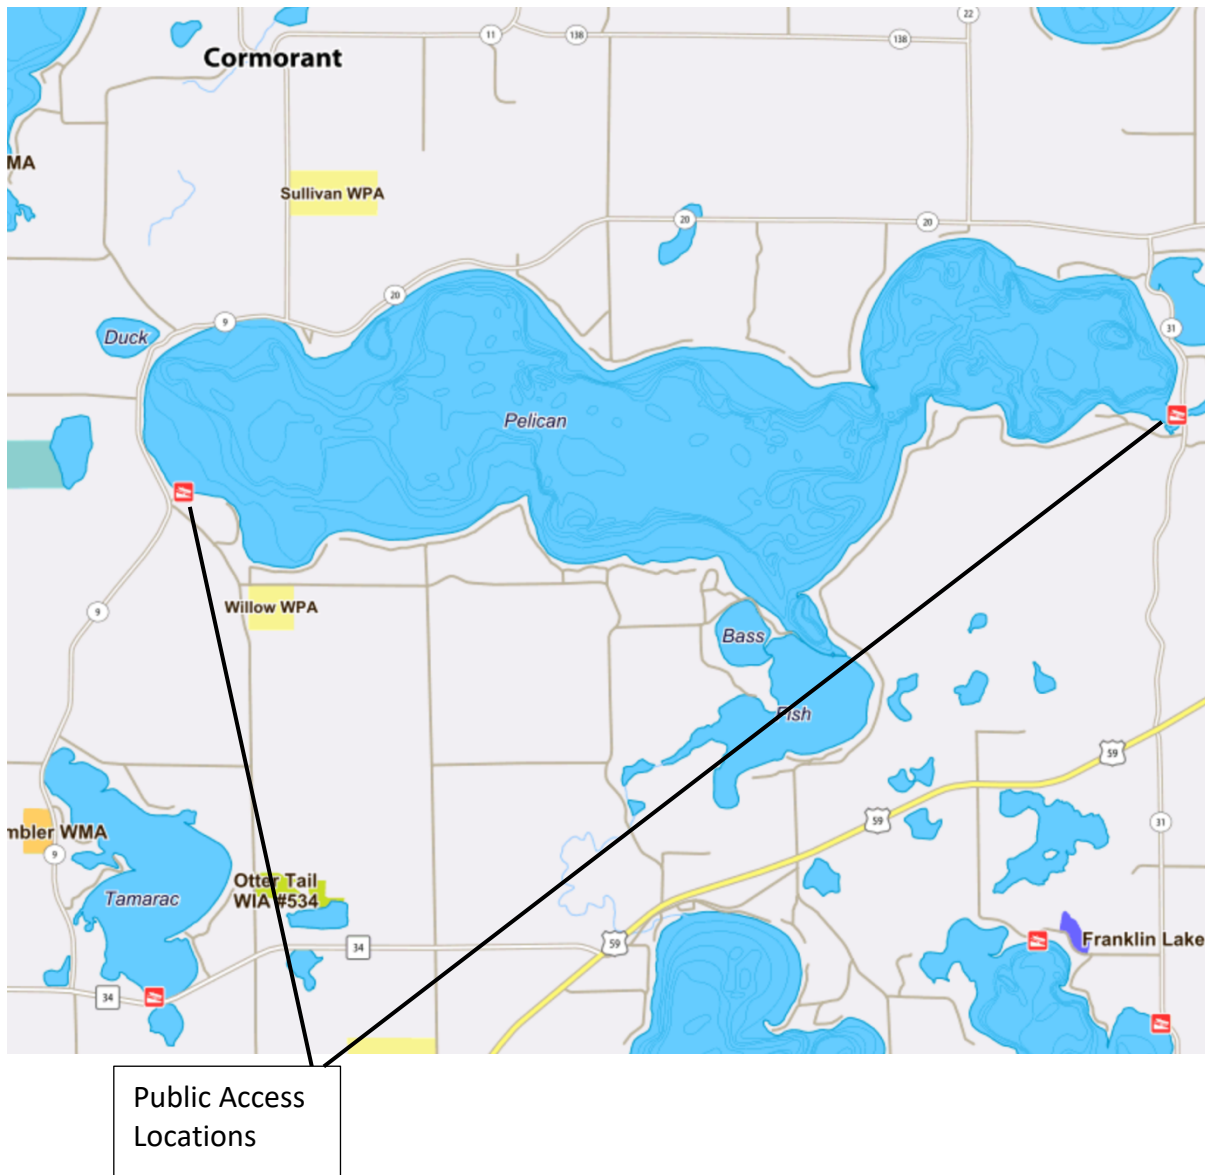 22
11
138
138
Cormorant
MA
Sullivan WPA
20
20
20
9
31
Duck
Pelican
Willow WPA
9
Bass
Fish
59
59
31
mbler WMA
9
Otter Tail
WIA #534
Tamarac
34
59
Franklin Lake
34
Public Access
Locations